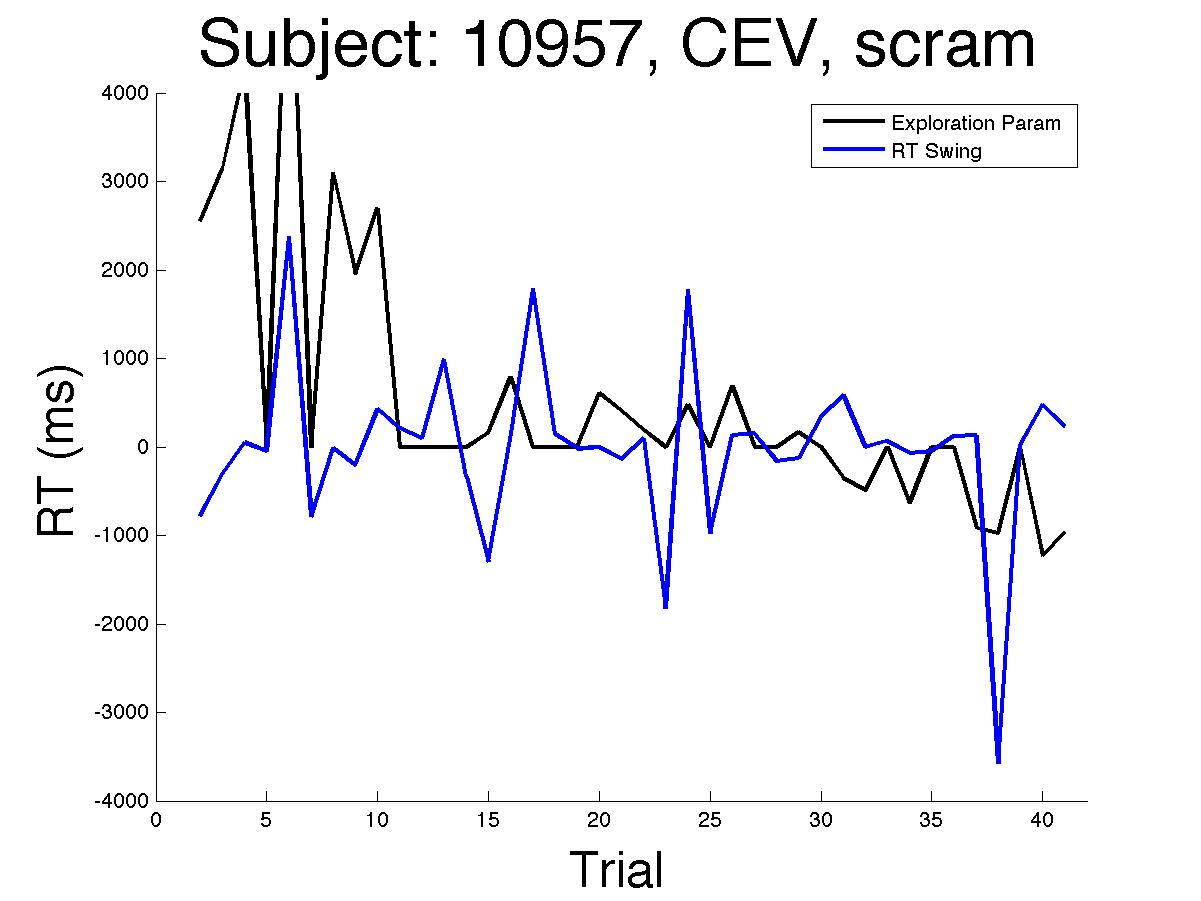 Subject: 10957, CEV, scram
4000
3000
2000
1000
0
-1000
-2000
-3000
-4000
RT (ms)
Exploration Param
RT Swing
0 5 10 15 20 25 30 35 40
Trial